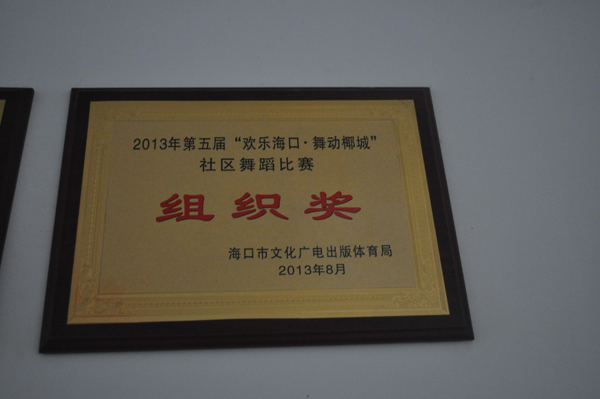 2013年第五届“欢乐海口·舞动椰城”
社区舞蹈比赛
组织奖
海口市文化广电出版体育局
2013年8月